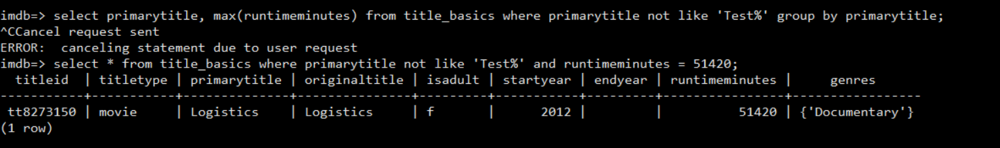 imdb=> select primarytitle, max(runtimeminutes) from title_basics where primarytitle not like 'Test%' group by primarytitle;
^CCancel request sent
ERROR:  canceling statement due to user request
imdb=> select * from title_basics where primarytitle not like 'Test%' and runtimeminutes = 51420;
  titleid  | titletype | primarytitle | originaltitle | isadult | startyear | endyear | runtimeminutes |     genres
-----------+-----------+--------------+---------------+---------+-----------+---------+----------------+-----------------
 tt8273150 | movie     | Logistics    | Logistics     | f       |      2012 |         |          51420 | {'Documentary'}
(1 row)